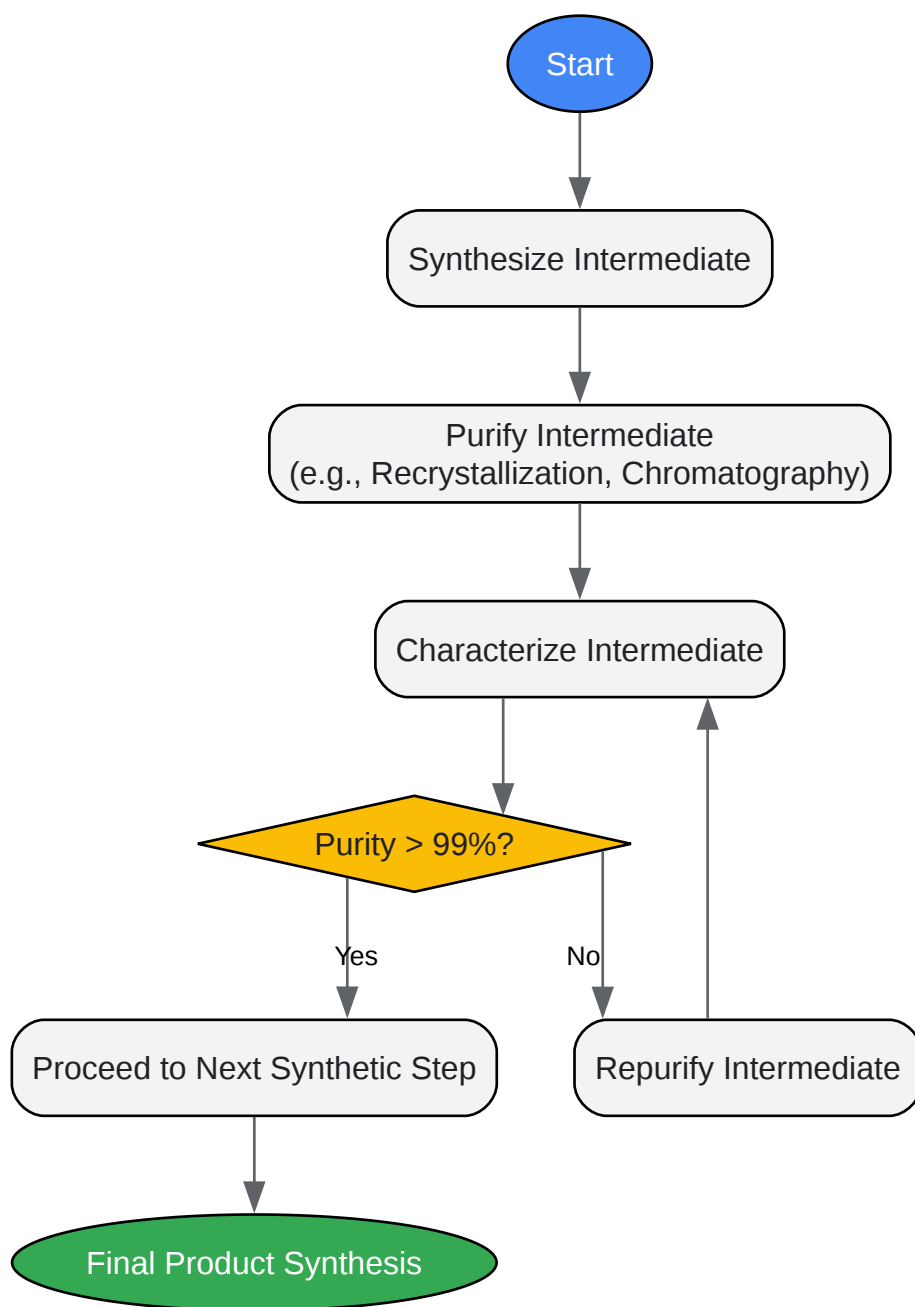 Start
Synthesize Intermediate
Purify Intermediate
(e.g., Recrystallization, Chromatography)
Characterize Intermediate
Purity > 99%?
Yes
No
Proceed to Next Synthetic Step
Repurify Intermediate
Final Product Synthesis